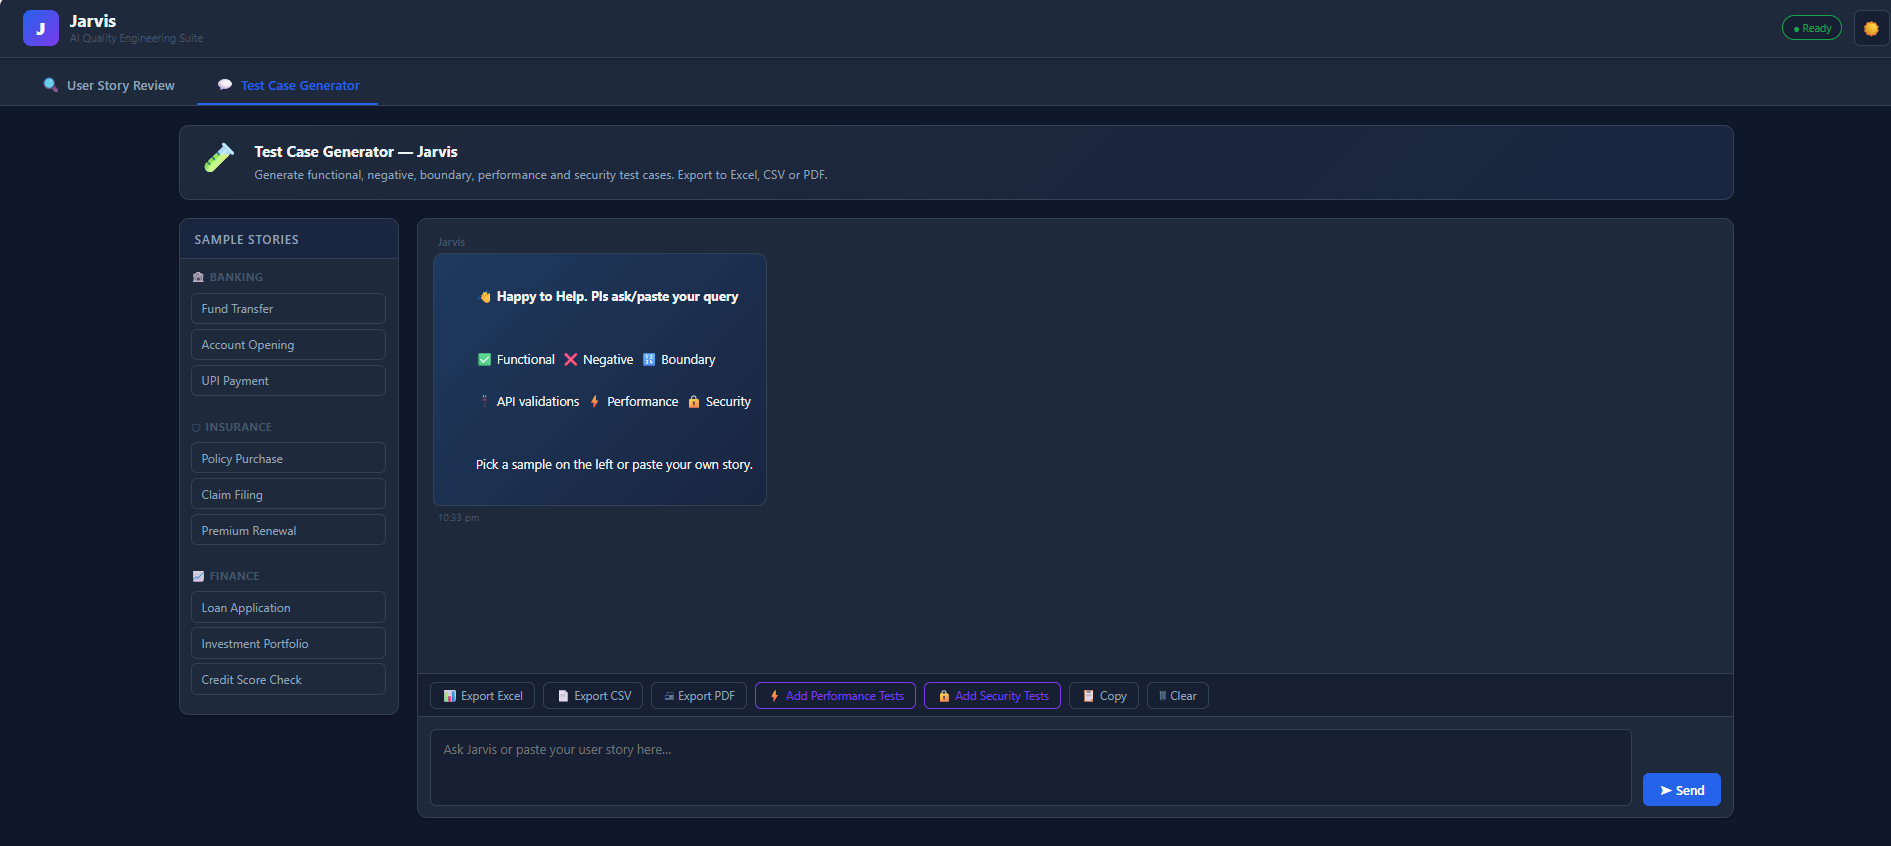 J
Jarvis
AI Quality Engineering Suite
● Ready
User Story Review
Test Case Generator
Test Case Generator — Jarvis
Generate functional, negative, boundary, performance and security test cases. Export to Excel, CSV or PDF.
SAMPLE STORIES
BANKING
Fund Transfer
Account Opening
UPI Payment
INSURANCE
Policy Purchase
Claim Filing
Premium Renewal
FINANCE
Loan Application
Investment Portfolio
Credit Score Check
Jarvis
👋 Happy to Help. Pls ask/paste your query
✅ Functional ❌ Negative 🔢 Boundary
API validations ⚡ Performance 🔒 Security
Pick a sample on the left or paste your own story.
10:33 pm
Export Excel Export CSV Export PDF Add Performance Tests Add Security Tests Copy Clear
Ask Jarvis or paste your user story here...
➤ Send